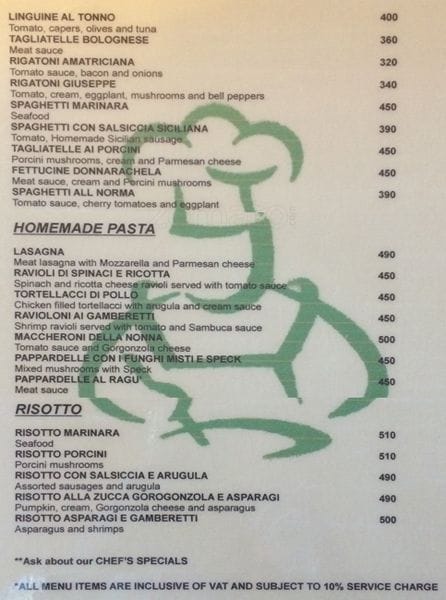 LINGUINE AL TONNO 400
Tomato, capers, olives and tuna
TAGLIATELLE BOLOGNESE 360
Meat sauce
RIGATONI AMATRICIANA 320
Tomato sauce, bacon and onions
RIGATONI GIUSEPPE 340
Tomato, cream, eggplant, mushrooms and bell peppers
SPAGHETTI MARINARA 450
Seafood
SPAGHETTI CON SALSICCIA SICILIANA 390
Tomato, Homemade Sicilian sausage
TAGLIATELLE AI PORCINI 450
Porcini mushrooms, cream and Parmesan cheese
FETTUCINE DONNARACHELA 450
Meat sauce, cream and Porcini mushrooms
SPAGHETTI ALL NORMA 390
Tomato sauce, cherry tomatoes and eggplant
HOMEMADE PASTA
LASAGNA 490
Meat lasagna with Mozzarella and Parmesan cheese
RAVIOLI DI SPINACI E RICOTTA 450
Spinach and ricotta cheese ravioli served with tomato sauce
TORTELLACCI DI POLLO 450
Chicken filled tortellacci with arugula and cream sauce
RAVIOLONI AI GAMBERETTI 450
Shrimp ravioli served with tomato and Sambuca sauce
MACCHERONI DELLA NONNA 500
Tomato sauce and Gorgonzola cheese
PAPPARDELLE CON I FUNGHI MISTI E SPECK 450
Mixed mushrooms with Speck
PAPPARDELLE AL RAGU' 450
Meat sauce
RISOTTO
RISOTTO MARINARA 510
Seafood
RISOTTO PORCINI 510
Porcini mushrooms
RISOTTO CON SALSICCIA E ARUGULA 490
Assorted sausages and arugula
RISOTTO ALLA ZUCCA GOROGONZOLA E ASPARAGI 490
Pumpkin, cream, Gorgonzola cheese and asparagus
RISOTTO ASPARAGI E GAMBERETTI 500
Asparagus and shrimps
**Ask about our CHEF'S SPECIALS
*ALL MENU ITEMS ARE INCLUSIVE OF VAT AND SUBJECT TO 10% SERVICE CHARGE